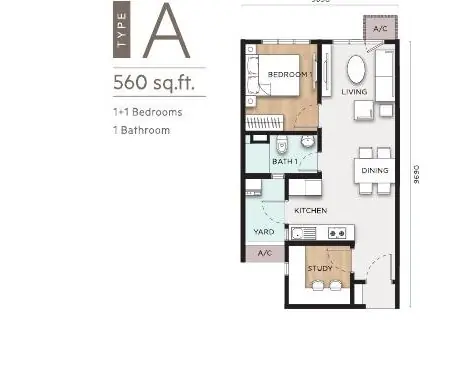 TYPE
A
560 sq.ft.
1+1 Bedrooms
1 Bathroom
A/C
BEDROOM 1
LIVING
BATH 1
DINING
9690
KITCHEN
YARD
A/C
STUDY